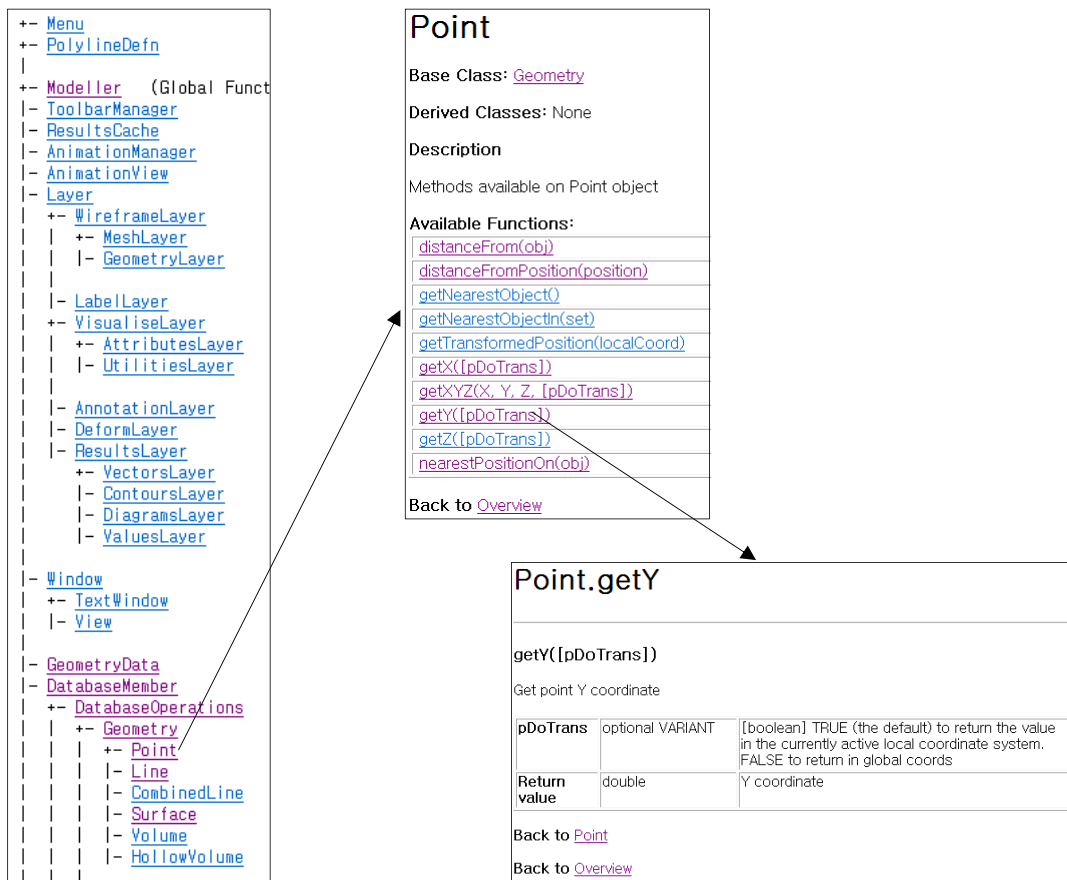 +- Menu
+- PolylineDefn
|
+- Modeller (Global Funct
|- ToolbarManager
|- ResultsCache
|- AnimationManager
|- AnimationView
|- Layer
| +- WireframeLayer
| | +- MeshLayer
| | |- GeometryLayer
| |
| |- LabelLayer
| +- VisualiseLayer
| | +- AttributesLayer
| | |- UtilitiesLayer
| |
| |- AnnotationLayer
| |- DeformLayer
| |- ResultsLayer
| +- VectorsLayer
| |- ContoursLayer
| |- DiagramsLayer
| |- ValuesLayer
|
|- Window
| +- TextWindow
| |- View
|
|- GeometryData
|- DatabaseMember
| +- DatabaseOperations
| | +- Geometry
| | | +- Point
| | | |- Line
| | | |- CombinedLine
| | | |- Surface
| | | |- Volume
| | | |- HollowVolume
| | |
Point
Base Class: Geometry
Derived Classes: None
Description
Methods available on Point object
Available Functions:
distanceFrom(obj)
distanceFromPosition(position)
getNearestObject()
getNearestObjectIn(set)
getTransformedPosition(localCoord)
getX([pDoTrans])
getXYZ(X, Y, Z, [pDoTrans])
getY([pDoTrans])
getZ([pDoTrans])
nearestPositionOn(obj)
Back to Overview
Point.getY
getY([pDoTrans])
Get point Y coordinate
pDoTrans optional VARIANT [boolean] TRUE (the default) to return the value
in the currently active local coordinate system.
FALSE to return in global coords
Return double Y coordinate
value
Back to Point
Back to Overview